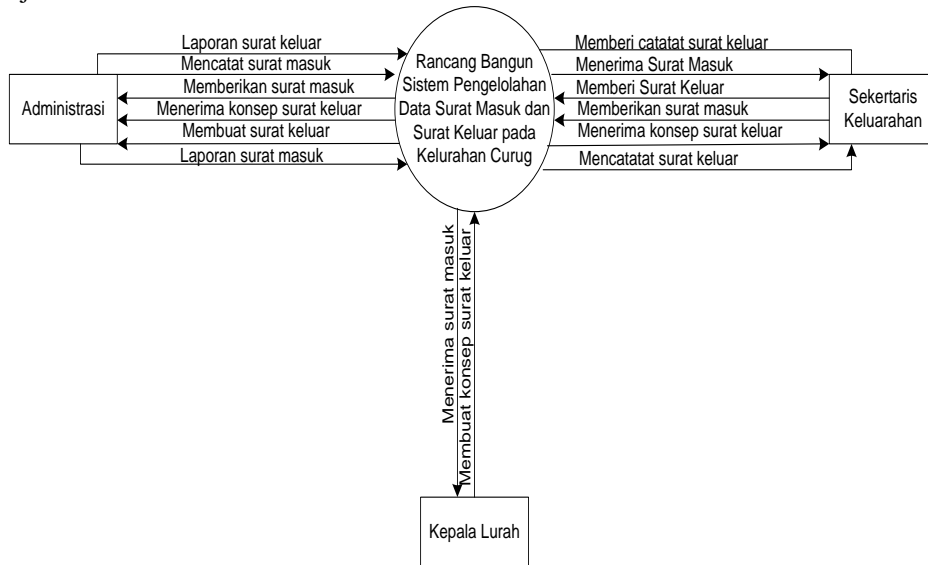 Laporan surat keluar
Mencatat surat masuk
Memberikan surat masuk
Menerima konsep surat keluar
Membuat surat keluar
Laporan surat masuk
Administrasi
Rancang Bangun
Sistem Pengelolahan
Data Surat Masuk dan
Surat Keluar pada
Kelurahan Curug
Memberi catatat surat keluar
Menerima Surat Masuk
Memberi Surat Keluar
Memberikan surat masuk
Menerima konsep surat keluar
Mencatatat surat keluar
Sekertaris
Keluarahan
Menerima surat masuk
Membuat konsep surat keluar
Kepala Lurah